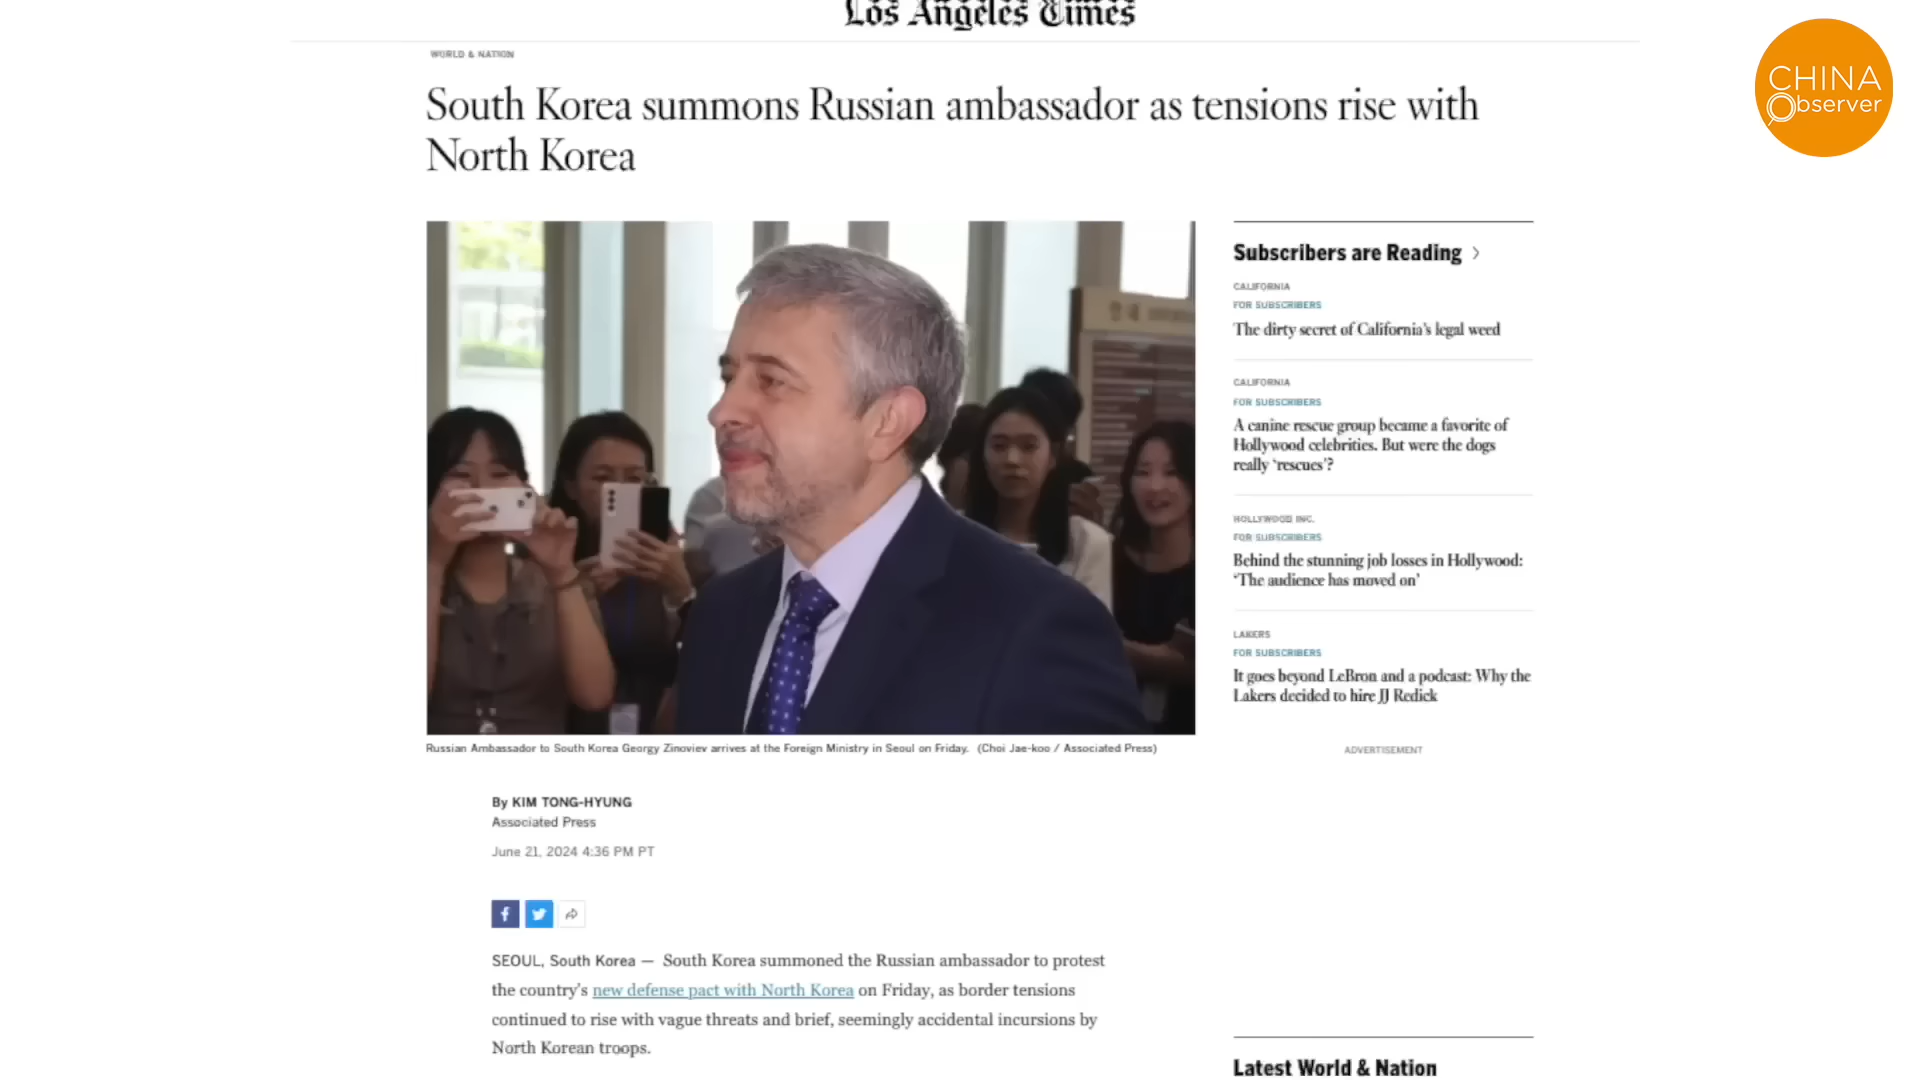 Los Angeles Times
CHINA
Observer
WORLD & NATION
South Korea summons Russian ambassador as tensions rise with
North Korea
Russian Ambassador to South Korea Georgy Zinoviev arrives at the Foreign Ministry in Seoul on Friday. (Choi Jae-koo / Associated Press)
By KIM TONG-HYUNG
Associated Press
June 21, 2024 4:36 PM PT
SEOUL, South Korea — South Korea summoned the Russian ambassador to protest
the country's new defense pact with North Korea on Friday, as border tensions
continued to rise with vague threats and brief, seemingly accidental incursions by
North Korean troops.
Subscribers are Reading
CALIFORNIA
FOR SUBSCRIBERS
The dirty secret of California's legal weed
CALIFORNIA
FOR SUBSCRIBERS
A canine rescue group became a favorite of
Hollywood celebrities. But were the dogs
really 'rescues'?
HOLLYWOOD INC.
FOR SUBSCRIBERS
Behind the stunning job losses in Hollywood:
'The audience has moved on'
LAKERS
FOR SUBSCRIBERS
It goes beyond LeBron and a podcast: Why the
Lakers decided to hire JJ Redick
ADVERTISEMENT
Latest World & Nation